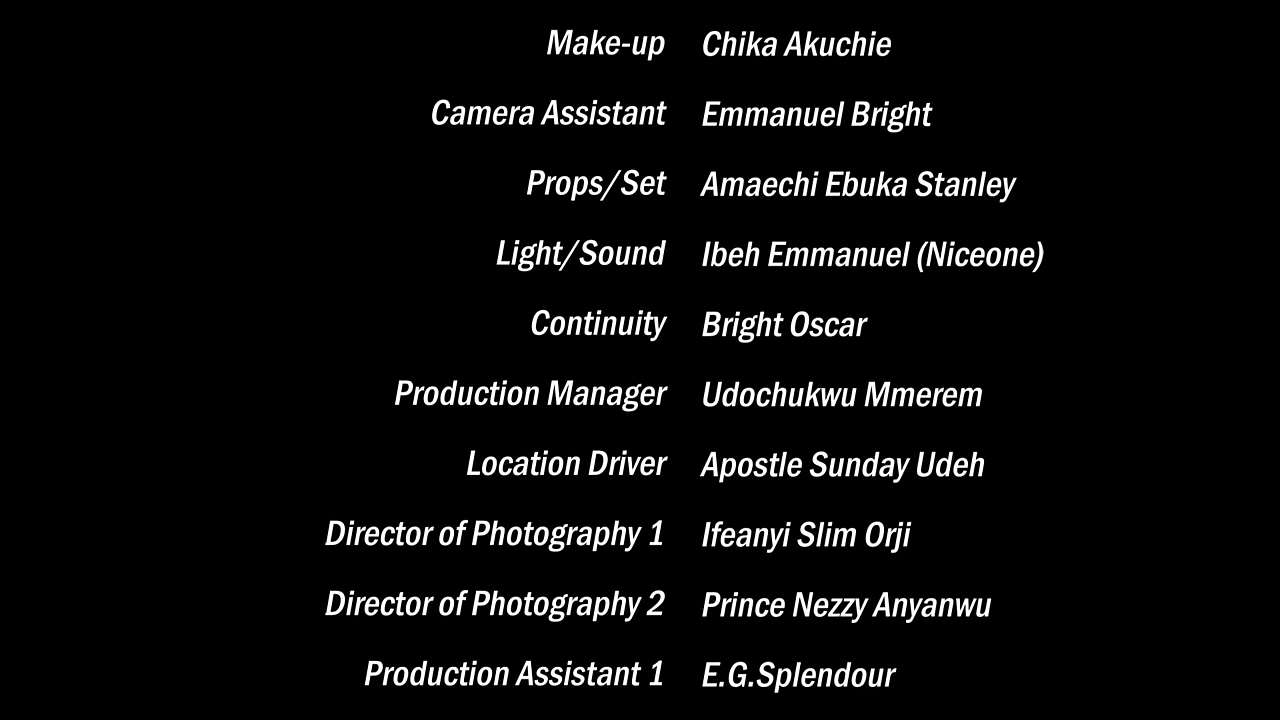 Make-up Chika Akuchie
Camera Assistant Emmanuel Bright
Props/Set Amaechi Ebuka Stanley
Light/Sound Ibeh Emmanuel (Niceone)
Continuity Bright Oscar
Production Manager Udochukwu Mmerem
Location Driver Apostle Sunday Udeh
Director of Photography 1 Ifeanyi Slim Orji
Director of Photography 2 Prince Nezzy Anyanwu
Production Assistant 1 E.G.Splendour